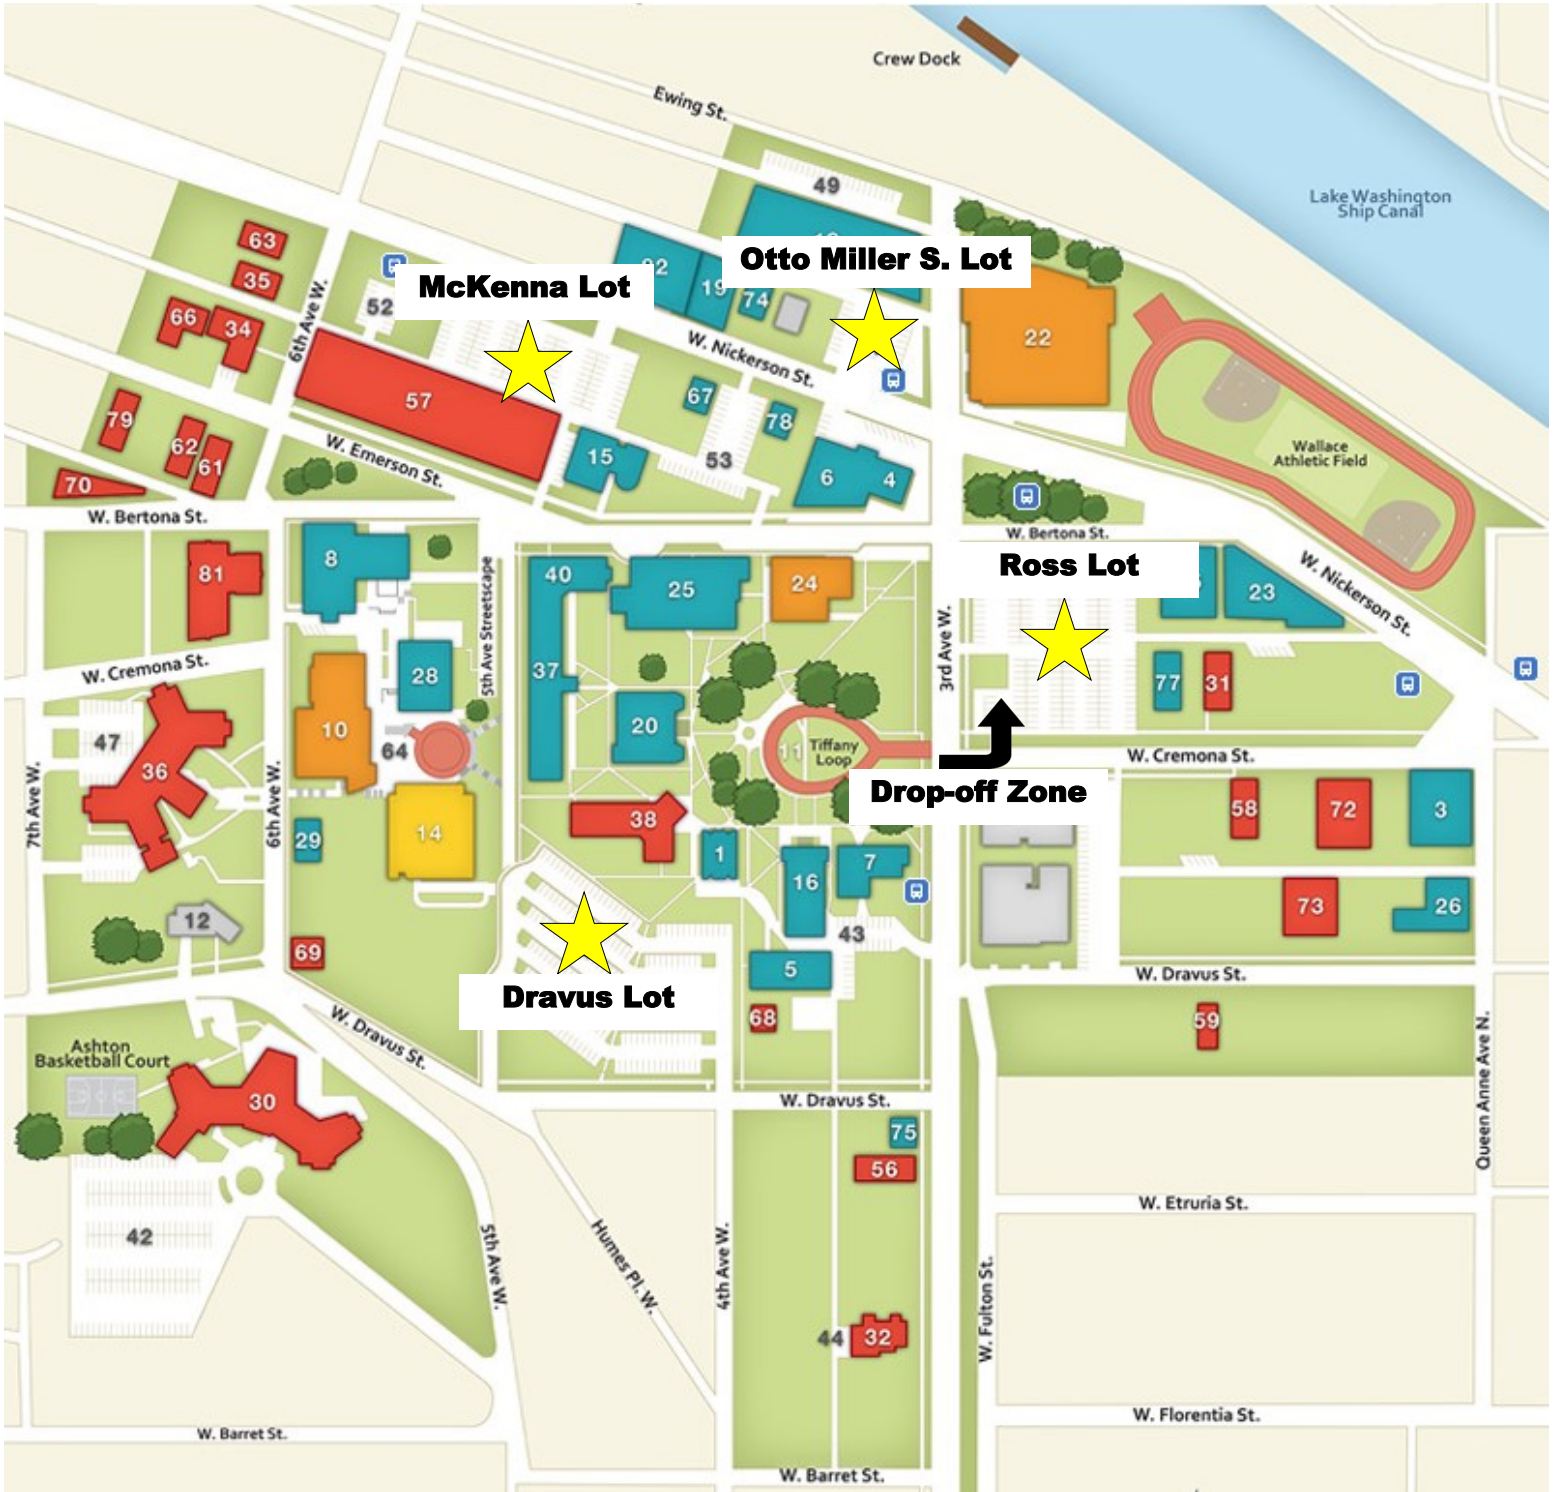 Crew Dock
Ewing St.
49
Lake Washington
Ship Canal
63
35
66
34
6th Ave W.
52
McKenna Lot
Otto Miller S. Lot
19
74
22
W. Nickerson St.
57
67
78
79
62
61
70
W. Emerson St.
15
53
6
4
Wallace
Athletic Field
W. Bertona St.
W. Bertona St.
Ross Lot
W. Nickerson St.
81
8
5th Ave Streetscape
40
25
24
3rd Ave W.
23
W. Cremona St.
28
37
77
31
47
36
10
64
20
11
Tiffany
Loop
W. Cremona St.
Drop-off Zone
7th Ave W.
6th Ave W.
29
14
38
1
16
7
58
72
3
12
69
43
73
26
Dravus Lot
5
68
W. Dravus St.
W. Dravus St.
59
Ashton
Basketball Court
30
W. Dravus St.
75
56
Queen Anne Ave N.
42
5th Ave W.
Humes Pl. W.
4th Ave W.
W. Etruria St.
44
32
W. Fulton St.
W. Florentia St.
W. Barret St.
W. Barret St.